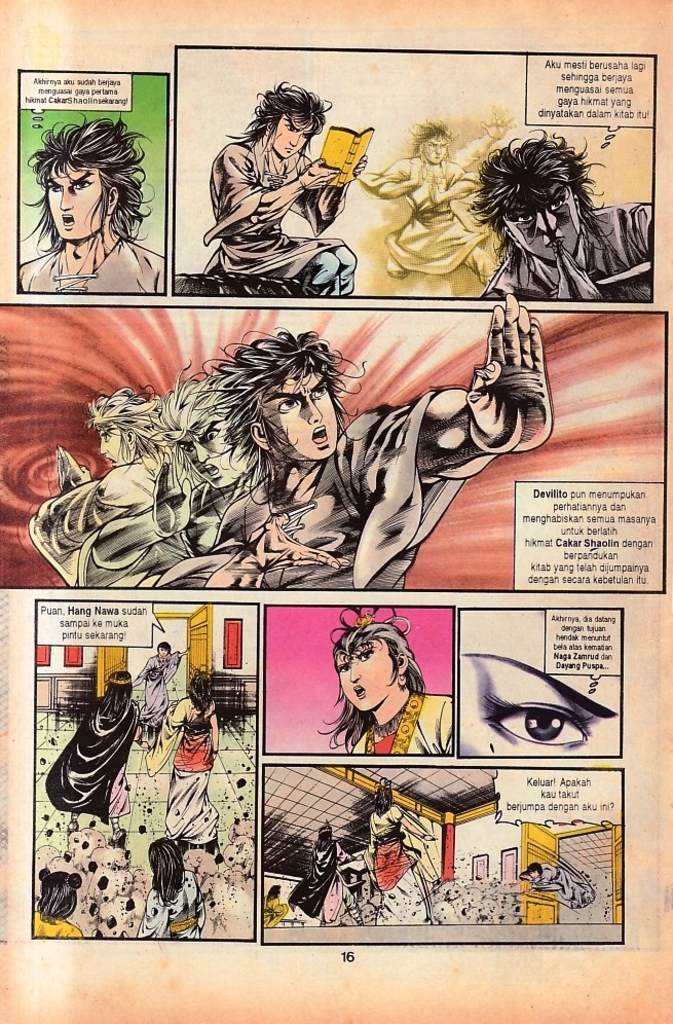 Akhirnya aku sudah berjaya
menguasai gaya pertama
hikmat CakarShaolinsekarang!
Aku mesti berusaha lagi
sehingga berjaya
menguasai semua
gaya hikmat yang
dinyatakan dalam kitab itu!
Devilito pun menumpukan
perhatiannya dan
menghabiskan semua masanya
untuk berlatih
hikmat Cakar Shaolin dengan
berpandukan
kitab yang telah dijumpainya
dengan secara kebetulan itu.
Puan, Hang Nawa sudah
sampai ke muka
pintu sekarang!
Akhirnya, dia datang
dengan tujuan
hendak menuntut
bela atas kematian
Naga Zamrud dan
Dayang Puspa...
Keluar! Apakah
kau takut
berjumpa dengan aku ini?
16